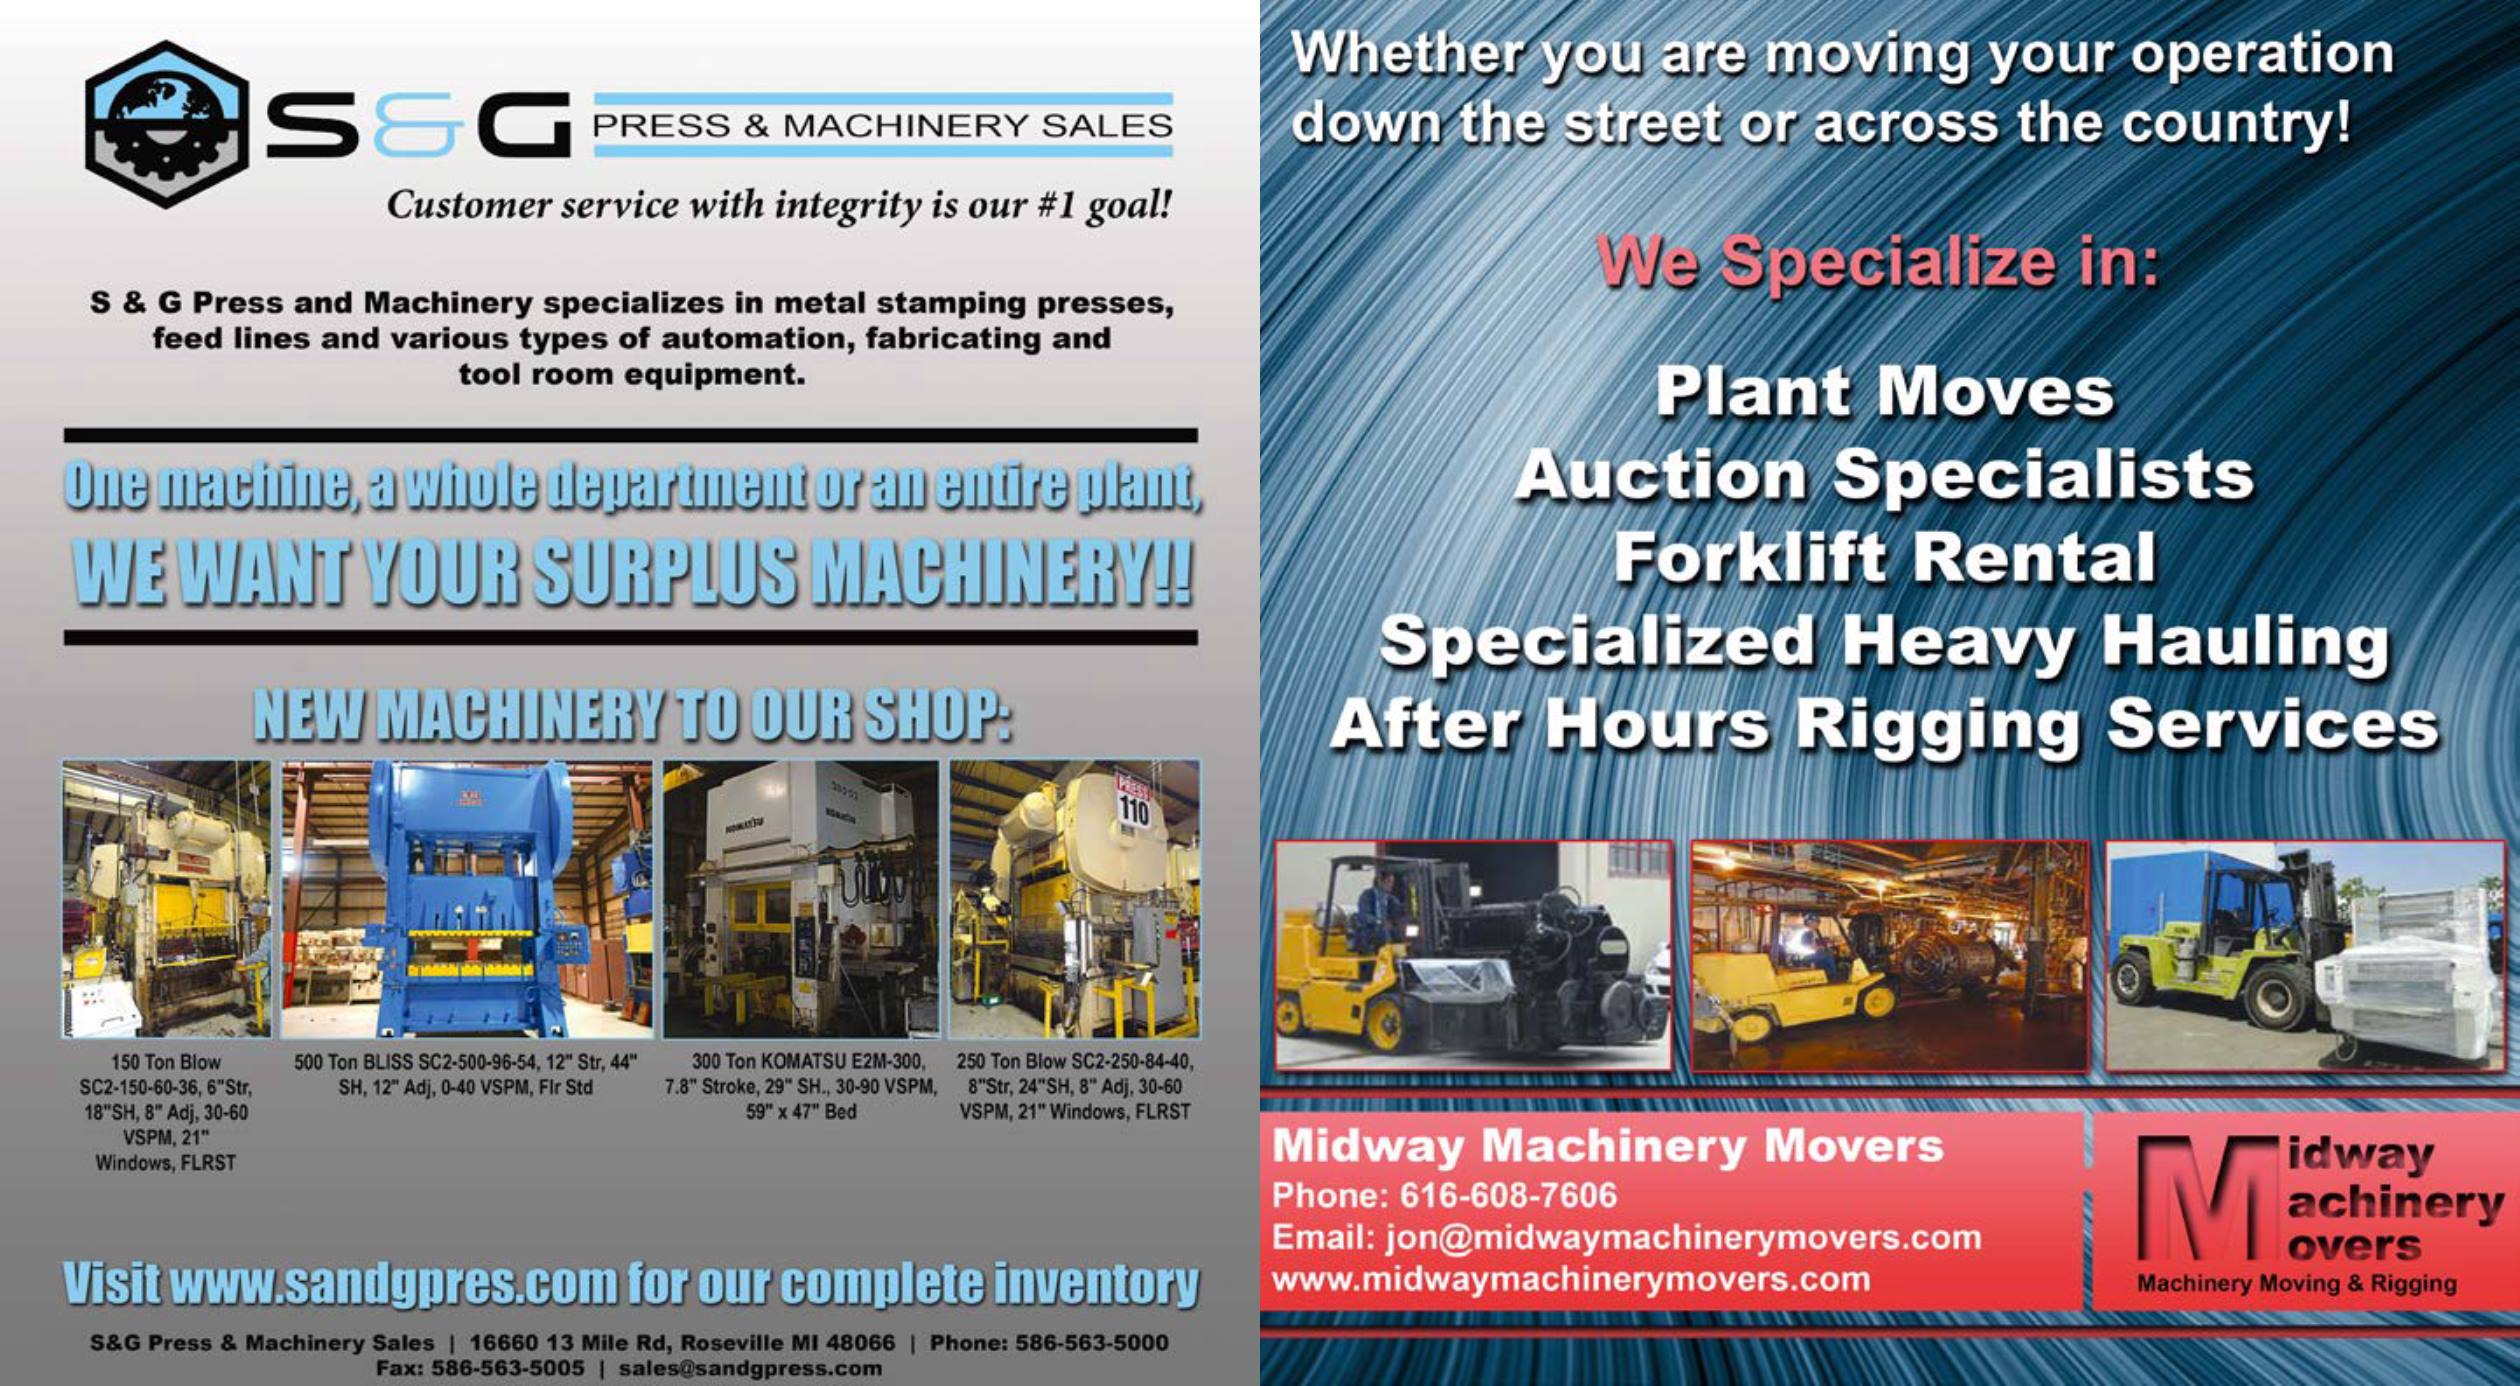 S&G PRESS & MACHINERY SALES
Customer service with integrity is our #1 goal!
S & G Press and Machinery specializes in metal stamping presses,
feed lines and various types of automation, fabricating and
tool room equipment.
One machine, a whole department or an entire plant,
WE WANT YOUR SURPLUS MACHINERY!!
NEW MACHINERY TO OUR SHOP:
KOMATSU
KOMATSU
PRESS
110
150 Ton Blow
SC2-150-60-36, 6"Str,
18"SH, 8" Adj, 30-60
VSPM, 21"
Windows, FLRST
500 Ton BLISS SC2-500-96-54, 12" Str, 44"
SH, 12" Adj, 0-40 VSPM, Flr Std
300 Ton KOMATSU E2M-300,
7.8" Stroke, 29" SH., 30-90 VSPM,
59" x 47" Bed
250 Ton Blow SC2-250-84-40,
8"Str, 24"SH, 8" Adj, 30-60
VSPM, 21" Windows, FLRST
Visit www.sandgpres.com for our complete inventory
S&G Press & Machinery Sales | 16660 13 Mile Rd, Roseville MI 48066 | Phone: 586-563-5000
Fax: 586-563-5005 | sales@sandgpress.com
Whether you are moving your operation
down the street or across the country!
We Specialize in:
Plant Moves
Auction Specialists
Forklift Rental
Specialized Heavy Hauling
After Hours Rigging Services
Midway Machinery Movers
Phone: 616-608-7606
Email: jon@midwaymachinerymovers.com
www.midwaymachinerymovers.com
Midway
achinery
overs
Machinery Moving & Rigging